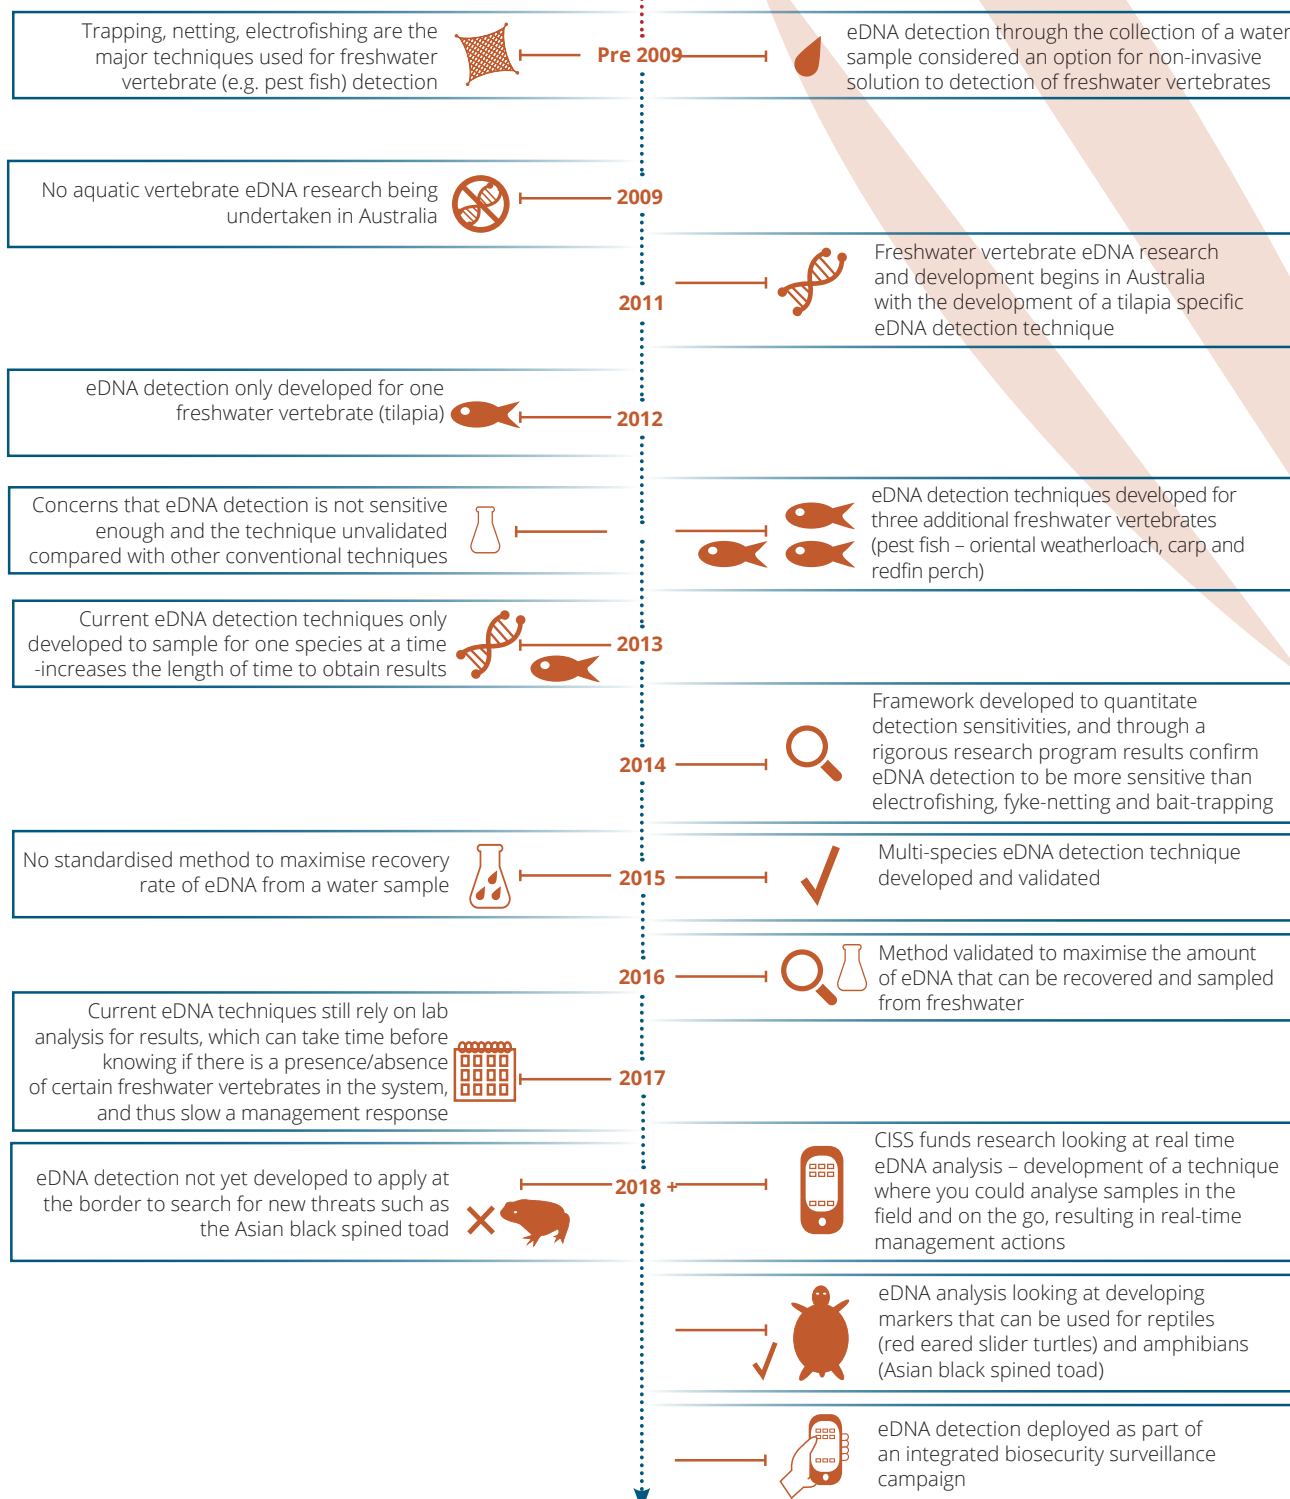 Trapping, netting, electrofishing are the
major techniques used for freshwater
vertebrate (e.g. pest fish) detection
Pre 2009
eDNA detection through the collection of a water
sample considered an option for non-invasive
solution to detection of freshwater vertebrates
No aquatic vertebrate eDNA research being
undertaken in Australia
2009
Freshwater vertebrate eDNA research
and development begins in Australia
with the development of a tilapia specific
eDNA detection technique
2011
eDNA detection only developed for one
freshwater vertebrate (tilapia)
2012
Concerns that eDNA detection is not sensitive
enough and the technique unvalidated
compared with other conventional techniques
eDNA detection techniques developed for
three additional freshwater vertebrates
(pest fish – oriental weatherloach, carp and
redfin perch)
Current eDNA detection techniques only
developed to sample for one species at a time
-increases the length of time to obtain results
2013
Framework developed to quantitate
detection sensitivities, and through a
rigorous research program results confirm
eDNA detection to be more sensitive than
electrofishing, fyke-netting and bait-trapping
2014
No standardised method to maximise recovery
rate of eDNA from a water sample
2015
Multi-species eDNA detection technique
developed and validated
2016
Method validated to maximise the amount
of eDNA that can be recovered and sampled
from freshwater
Current eDNA techniques still rely on lab
analysis for results, which can take time before
knowing if there is a presence/absence
of certain freshwater vertebrates in the system,
and thus slow a management response
2017
eDNA detection not yet developed to apply at
the border to search for new threats such as
the Asian black spined toad
2018 +
CISS funds research looking at real time
eDNA analysis – development of a technique
where you could analyse samples in the
field and on the go, resulting in real-time
management actions
eDNA analysis looking at developing
markers that can be used for reptiles
(red eared slider turtles) and amphibians
(Asian black spined toad)
eDNA detection deployed as part of
an integrated biosecurity surveillance
campaign